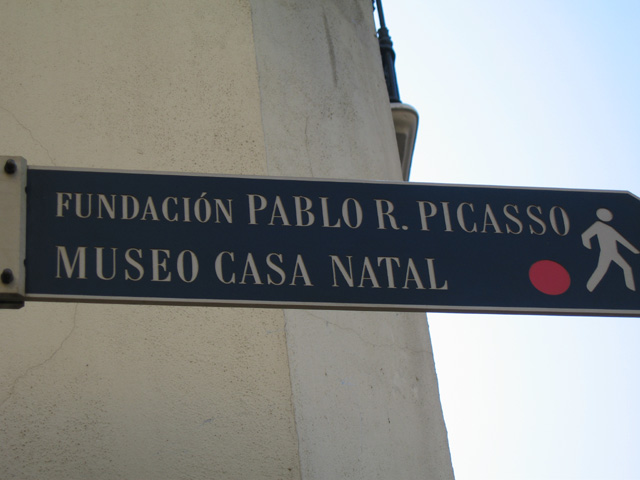 FUNDACIÓN PABLO R. PICASSO
MUSEO CASA NATAL